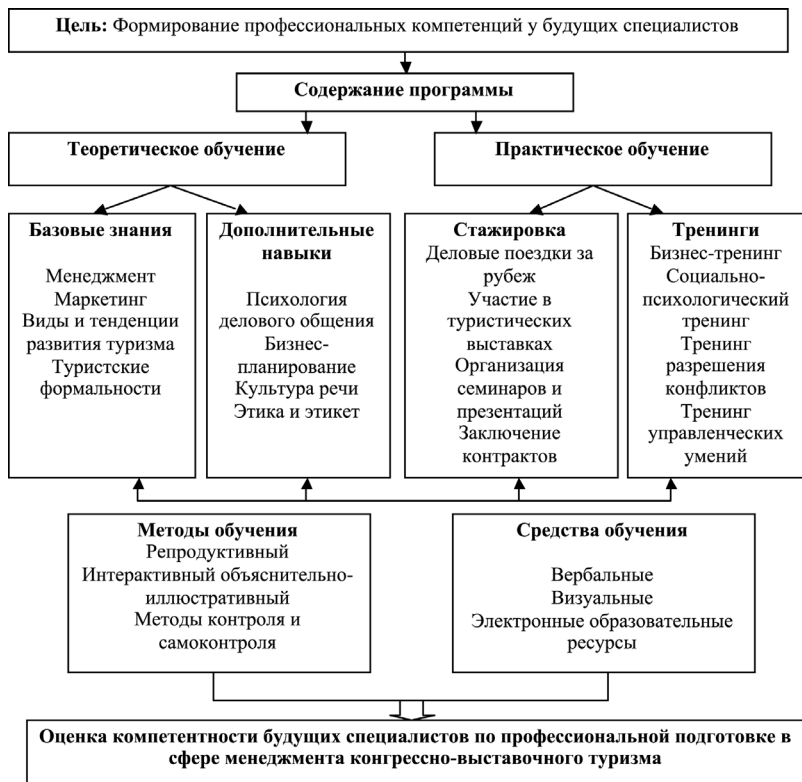 Цель: Формирование профессиональных компетенций у будущих специалистов
Содержание программы
Теоретическое обучение
Практическое обучение
Базовые знания
Менеджмент
Маркетинг
Виды и тенденции
развития туризма
Туристские
формальности
Дополнительные
навыки
Психология
делового общения
Бизнес-
планирование
Культура речи
Этика и этикет
Стажировка
Деловые поездки за
рубеж
Участие в
туристических
выставках
Организация
семинаров и
презентаций
Заключение
контрактов
Тренинги
Бизнес-тренинг
Социально-
психологический
тренинг
Тренинг
разрешения
конфликтов
Тренинг
управленческих
умений
Методы обучения
Репродуктивный
Интерактивный объяснительно-
иллюстративный
Методы контроля и
самоконтроля
Средства обучения
Вербальные
Визуальные
Электронные образовательные
ресурсы
Оценка компетентности будущих специалистов по профессиональной подготовке в
сфере менеджмента конгрессно-выставочного туризма